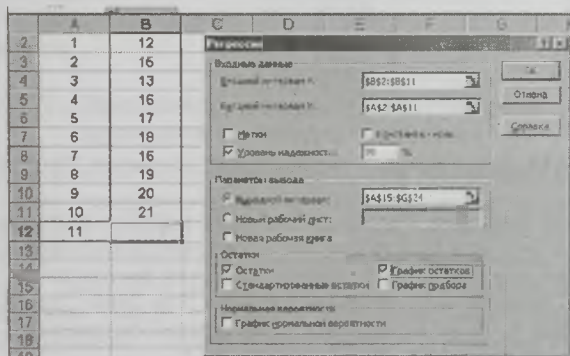 A B C D E F G
2 1 12
3 2 16
4 3 13
5 4 16
6 5 17
7 6 18
8 7 16
9 8 19
10 9 20
11 10 21
12 11
13
14
15
16
17
18
Регрессия
Входные данные
$B$2:$B$11
$A$2:$A$11
Метки
Уровень надежност...
%
Отмена
Справка
Параметры вывода
$A$15:$G$24
Новый рабочий лист:
Новая рабочая книга
Остатки
Остатки График остатков
Стандартизованные остатки График подбора
Нормальная вероятность
График нормальной вероятности